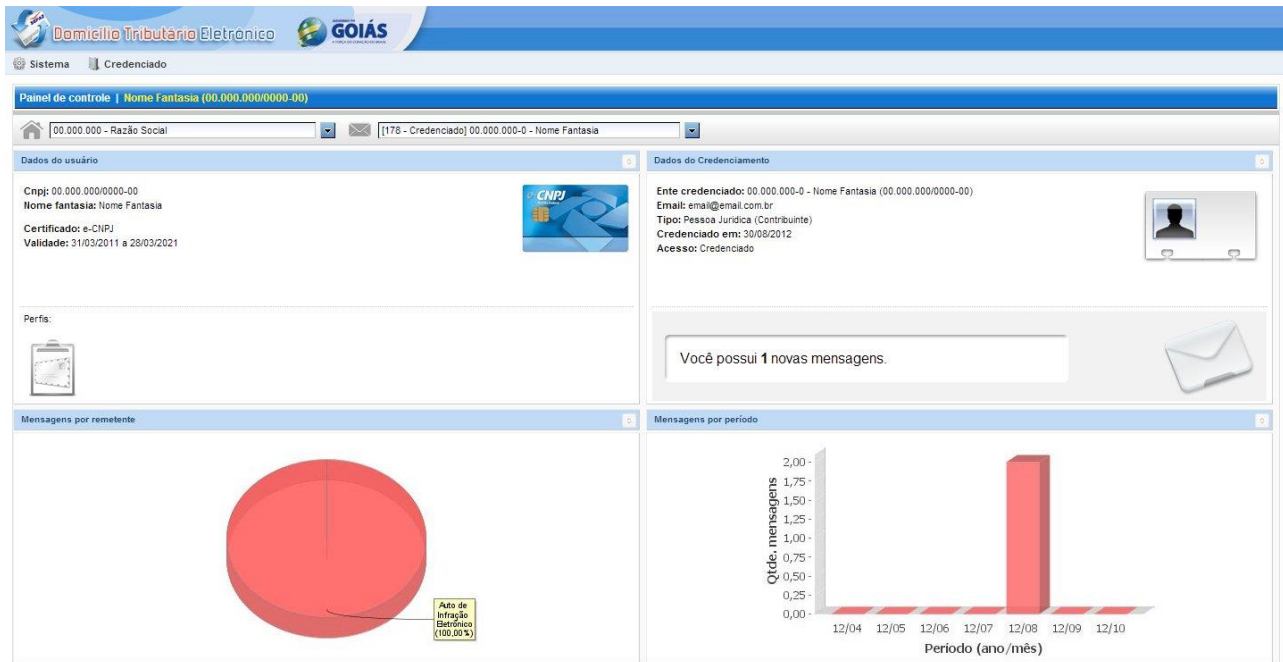 Domicílio Tributário Eletrônico
GOIÁS
Sistema
Credenciado
Painel de controle | Nome Fantasia (00.000.000/0000-00)
00.000.000 - Razão Social
[178 - Credenciado] 00.000.000-0 - Nome Fantasia
Dados do usuário
Cnpj: 00.000.000/0000-00
Nome fantasia: Nome Fantasia
Certificado: e-CNPJ
Validade: 31/03/2011 a 28/03/2021
CNPJ
Perfis:
Dados do Credenciamento
Ente credenciado: 00.000.000-0 - Nome Fantasia (00.000.000/0000-00)
Email: email@email.com.br
Tipo: Pessoa Jurídica (Contribuinte)
Credenciado em: 30/08/2012
Acesso: Credenciado
Você possui 1 novas mensagens.
Mensagens por remetente
Auto de
Infração
Eletrônico
(100,00%)
Mensagens por período
Qtde. mensagens
2,00
1,75
1,50
1,25
1,00
0,75
0,50
0,25
0,00
12/04 12/05 12/06 12/07 12/08 12/09 12/10
Período (ano/mês)